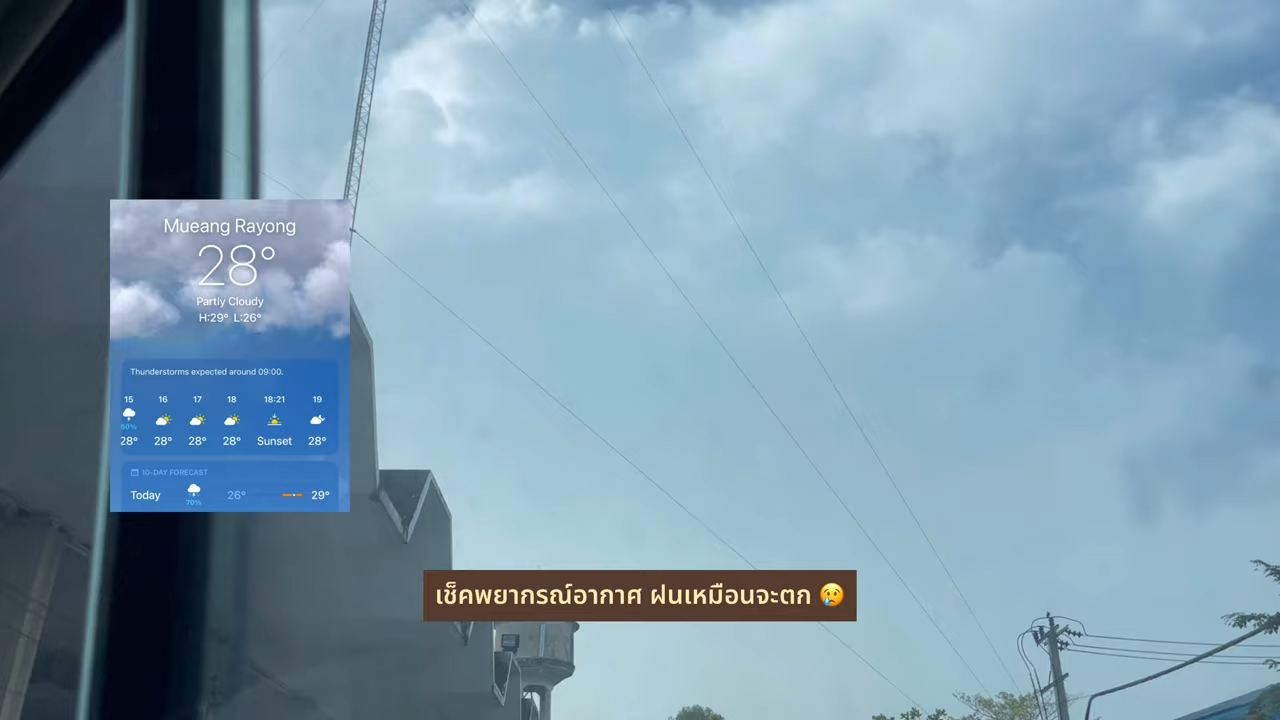 Mueang Rayong
28°
Partly Cloudy
H:29° L:26°
Thunderstorms expected around 09:00.
15 16 17 18 18:21 19
60%
28° 28° 28° 28° Sunset 28°
10-DAY FORECAST
Today 26° 29°
70%
เช็คพยากรณ์อากาศ ฝนเหมือนจะตก 😢